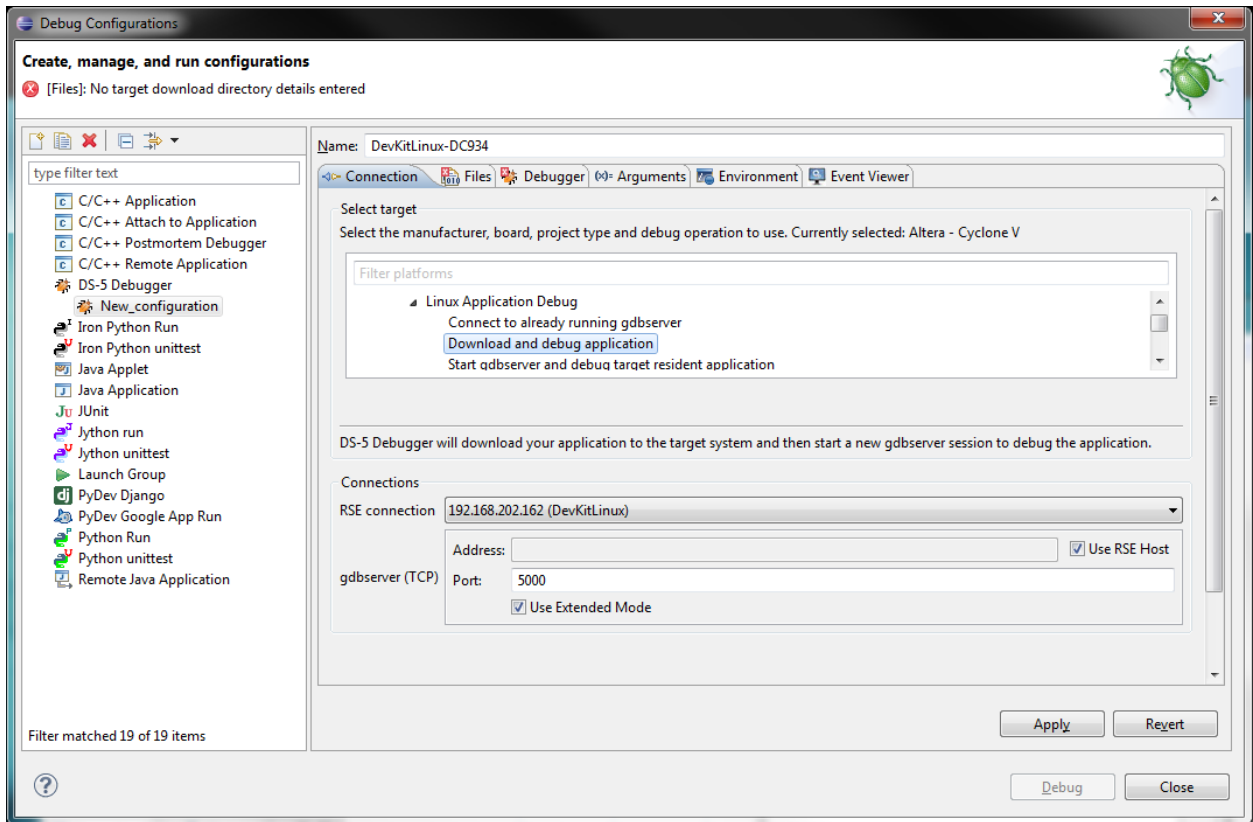 Debug Configurations
Create, manage, and run configurations
[Files]: No target download directory details entered
type filter text
C/C++ Application
C/C++ Attach to Application
C/C++ Postmortem Debugger
C/C++ Remote Application
DS-5 Debugger
New_configuration
Iron Python Run
Iron Python unittest
Java Applet
Java Application
JUnit
Jython run
Jython unittest
Launch Group
PyDev Django
PyDev Google App Run
Python Run
Python unittest
Remote Java Application
Filter matched 19 of 19 items
Name: DevKitLinux-DC934
Connection Files Debugger (x)= Arguments Environment Event Viewer
Select target
Select the manufacturer, board, project type and debug operation to use. Currently selected: Altera - Cyclone V
Filter platforms
Linux Application Debug
Connect to already running gdbserver
Download and debug application
Start gdbserver and debug target resident application
DS-5 Debugger will download your application to the target system and then start a new gdbserver session to debug the application.
Connections
RSE connection 192.168.202.162 (DevKitLinux)
Address: Use RSE Host
gdbserver (TCP) Port: 5000
Use Extended Mode
Apply Revert
Debug Close